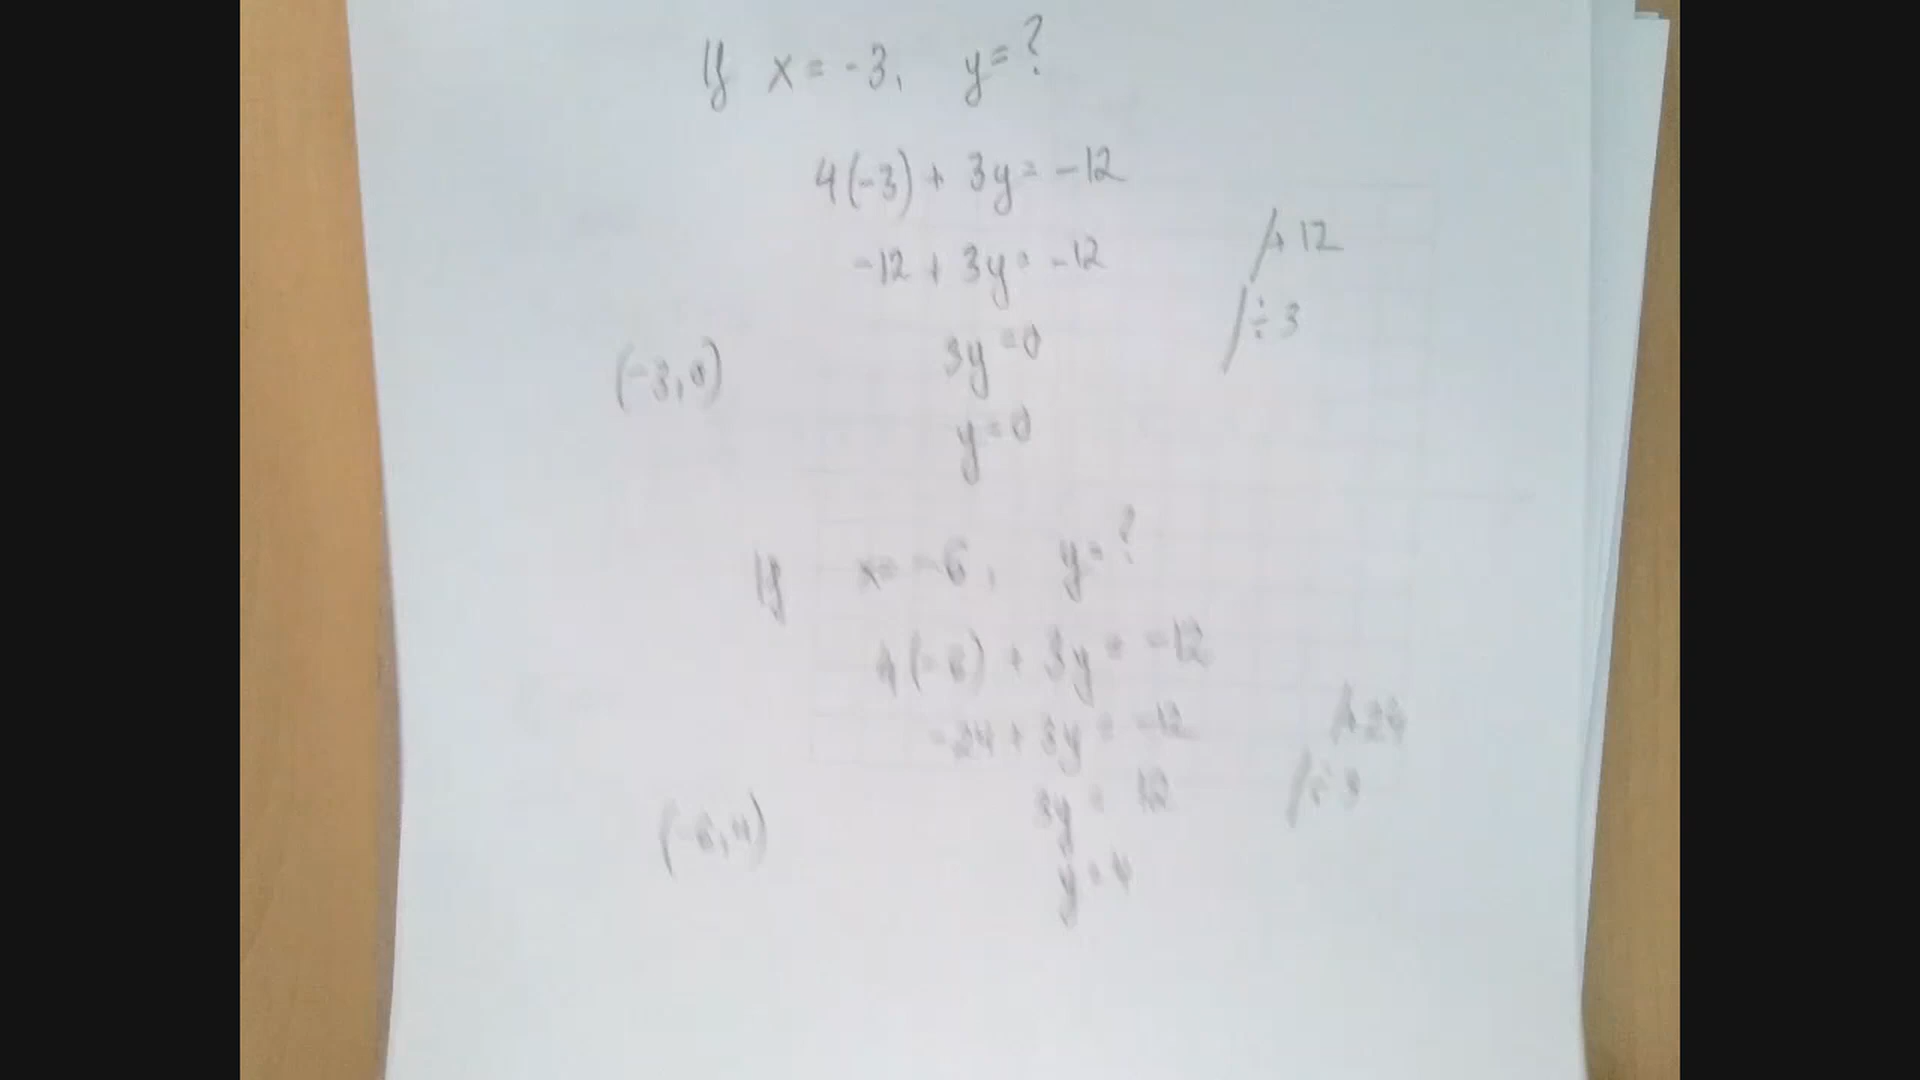 If x = -3, y = ?
4(-3) + 3y = -12
-12 + 3y = -12 /+12
3y = 0 /÷3
(-3,0)
y = 0
If x = -6, y = ?
4(-6) + 3y = -12
-24 + 3y = -12 /+24
3y = 12 /÷3
(-6,4)
y = 4